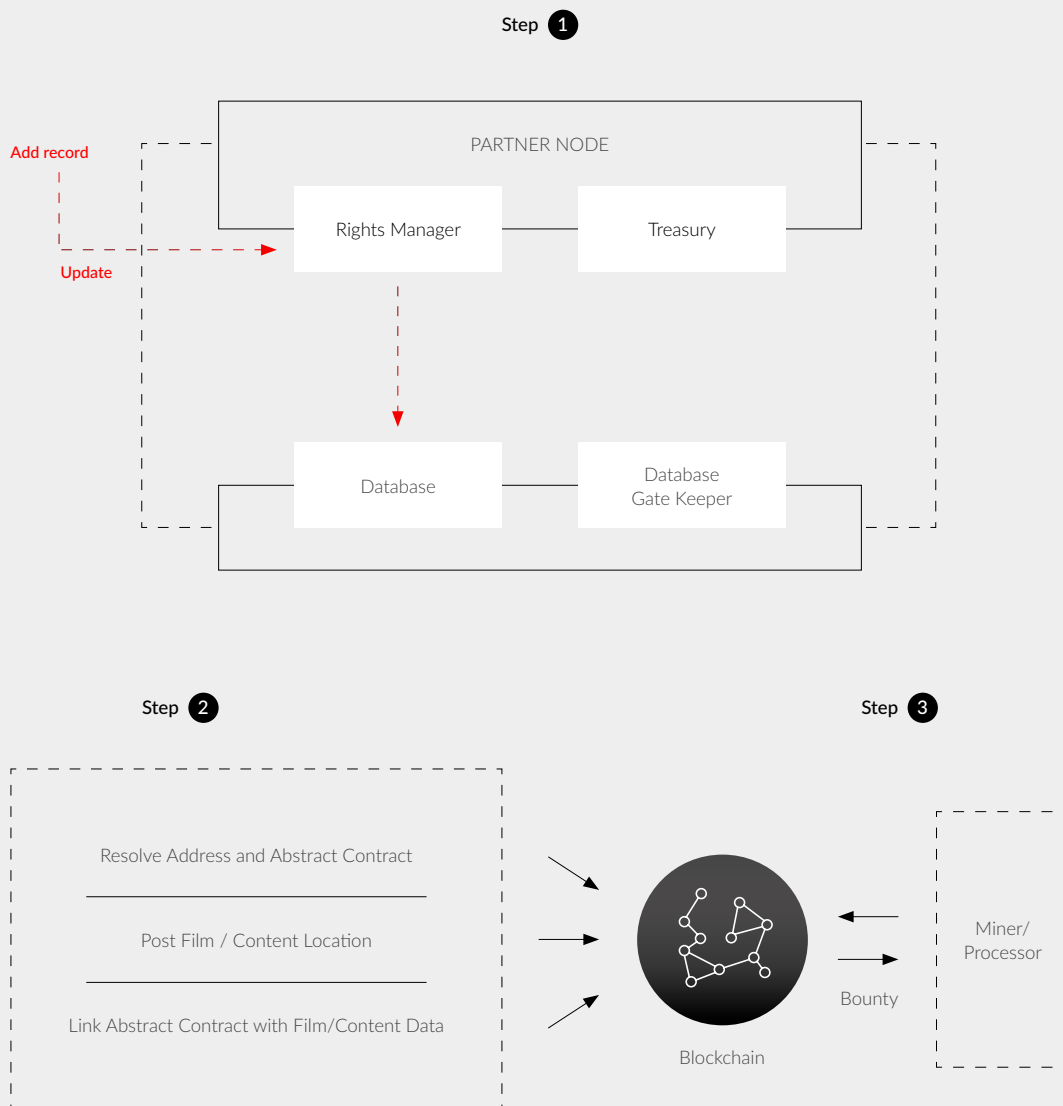 Step 1
PARTNER NODE
Add record
Rights Manager
Treasury
Update
Database
Database
Gate Keeper
Step 2
Step 3
Resolve Address and Abstract Contract
Post Film / Content Location
Link Abstract Contract with Film/Content Data
Miner/
Processor
Bounty
Blockchain